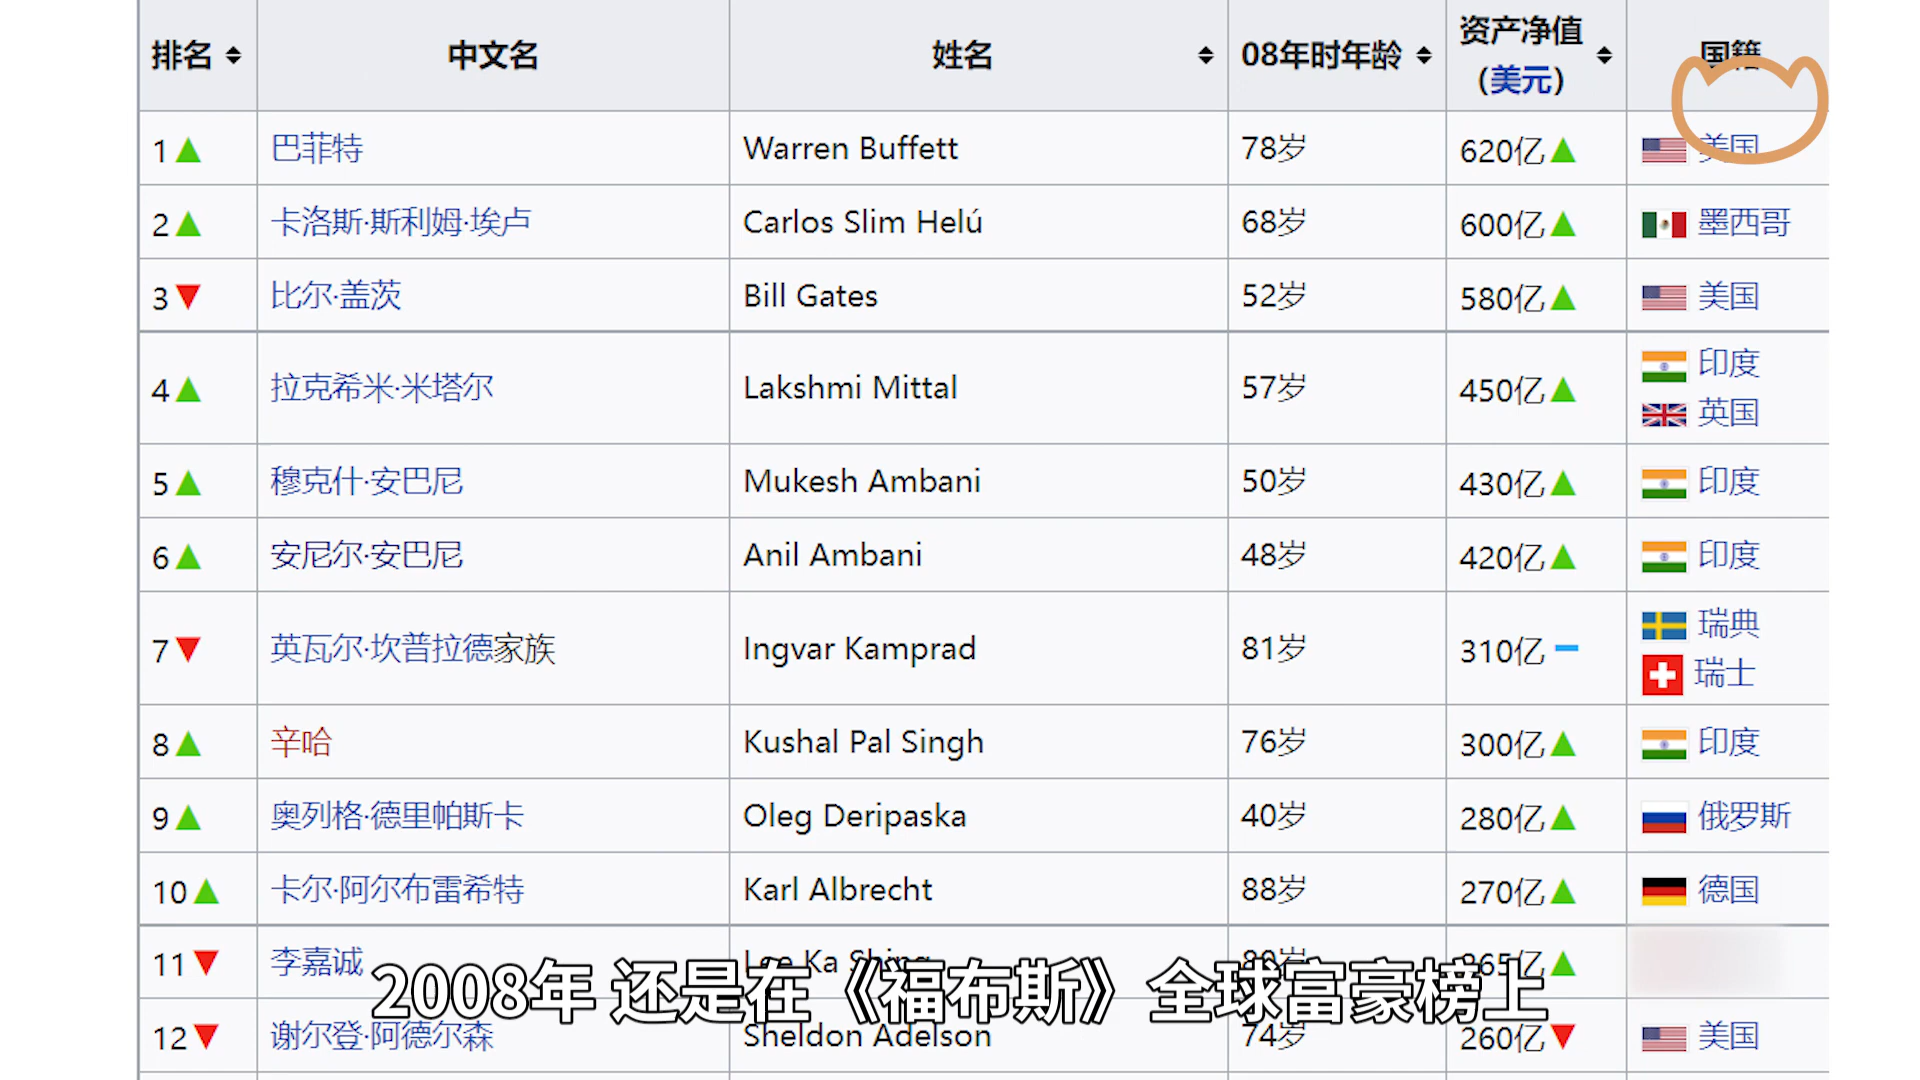 排名 中文名 姓名 08年时年龄 资产净值 国籍
(美元)
1 巴菲特 Warren Buffett 78岁 620亿 美国
2 卡洛斯·斯利姆·埃卢 Carlos Slim Helú 68岁 600亿 墨西哥
3 比尔·盖茨 Bill Gates 52岁 580亿 美国
4 拉克希米·米塔尔 Lakshmi Mittal 57岁 450亿 印度
英国
5 穆克什·安巴尼 Mukesh Ambani 50岁 430亿 印度
6 安尼尔·安巴尼 Anil Ambani 48岁 420亿 印度
7 英瓦尔·坎普拉德家族 Ingvar Kamprad 81岁 310亿 瑞典
瑞士
8 辛哈 Kushal Pal Singh 76岁 300亿 印度
9 奥列格·德里帕斯卡 Oleg Deripaska 40岁 280亿 俄罗斯
10 卡尔·阿尔布雷希特 Karl Albrecht 88岁 270亿 德国
11 李嘉诚 Ka 265亿
2008年 还是在《福布斯》全球富豪榜上
12 谢尔登·阿德尔森 Sheldon Adelson 74岁 260亿 美国